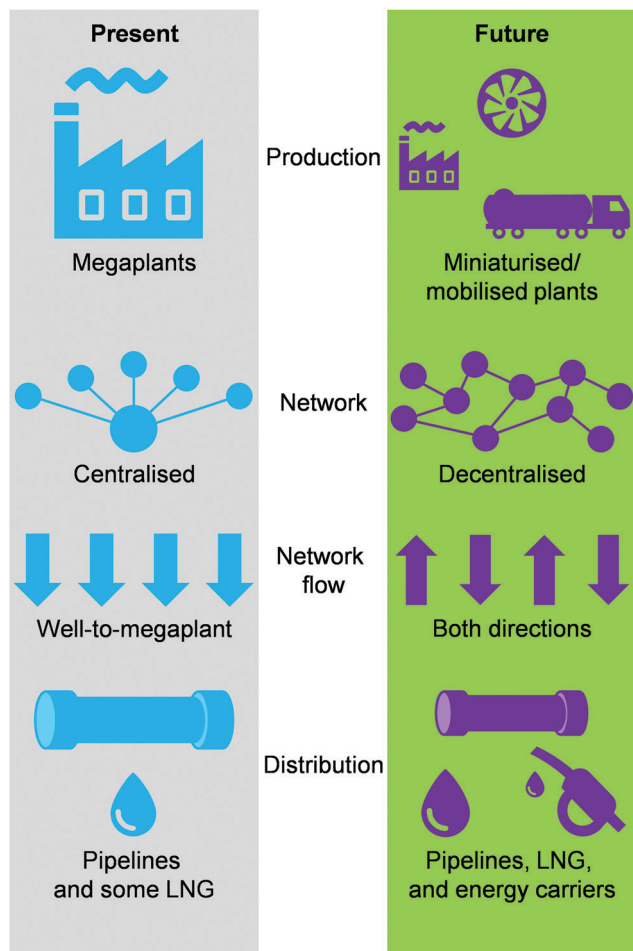 Present
Future
Production
Megaplants
Miniaturised/
mobilised plants
Network
Centralised
Decentralised
Network
flow
Well-to-megaplant
Both directions
Distribution
Pipelines
and some LNG
Pipelines, LNG,
and energy carriers